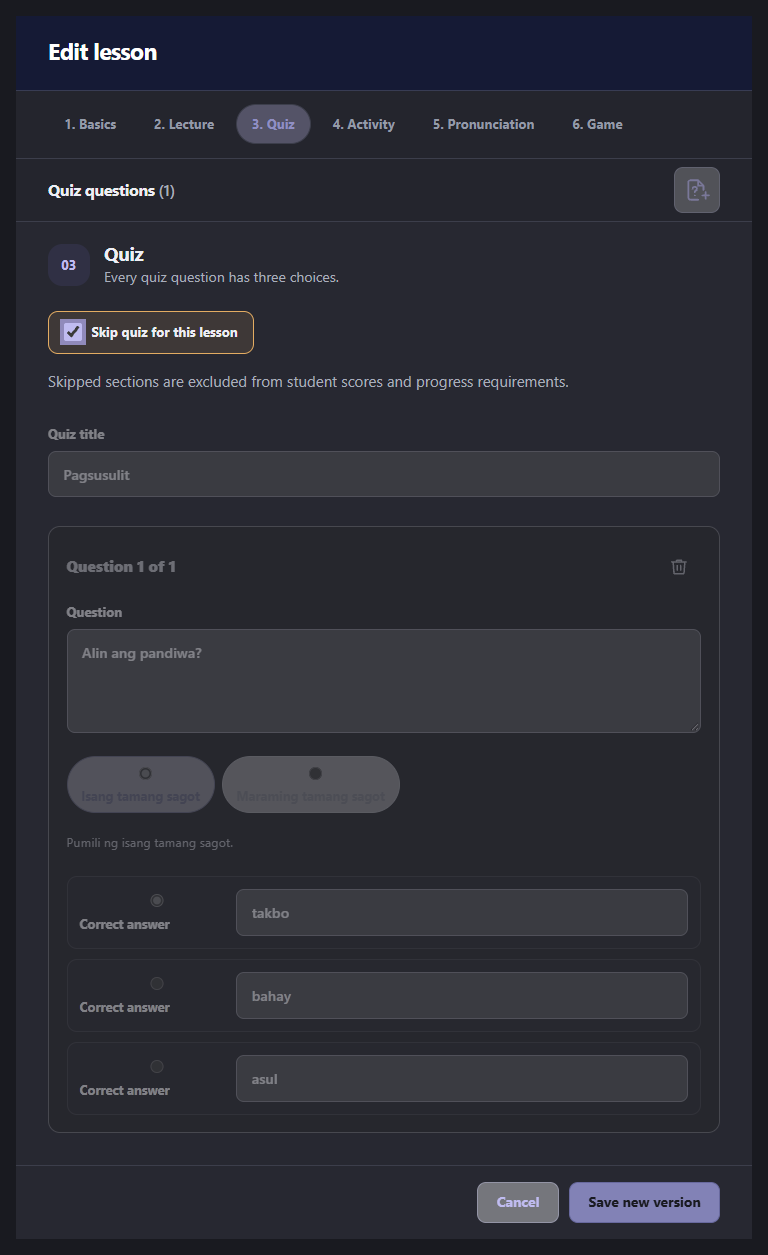 Edit lesson
1. Basics
2. Lecture
3. Quiz
4. Activity
5. Pronunciation
6. Game
Quiz questions (1)
03
Quiz
Every quiz question has three choices.
Skip quiz for this lesson
Skipped sections are excluded from student scores and progress requirements.
Quiz title
Pagsusulit
Question 1 of 1
Question
Alin ang pandiwa?
Isang tamang sagot
Maraming tamang sagot
Pumili ng isang tamang sagot.
Correct answer
takbo
Correct answer
bahay
Correct answer
asul
Cancel
Save new version